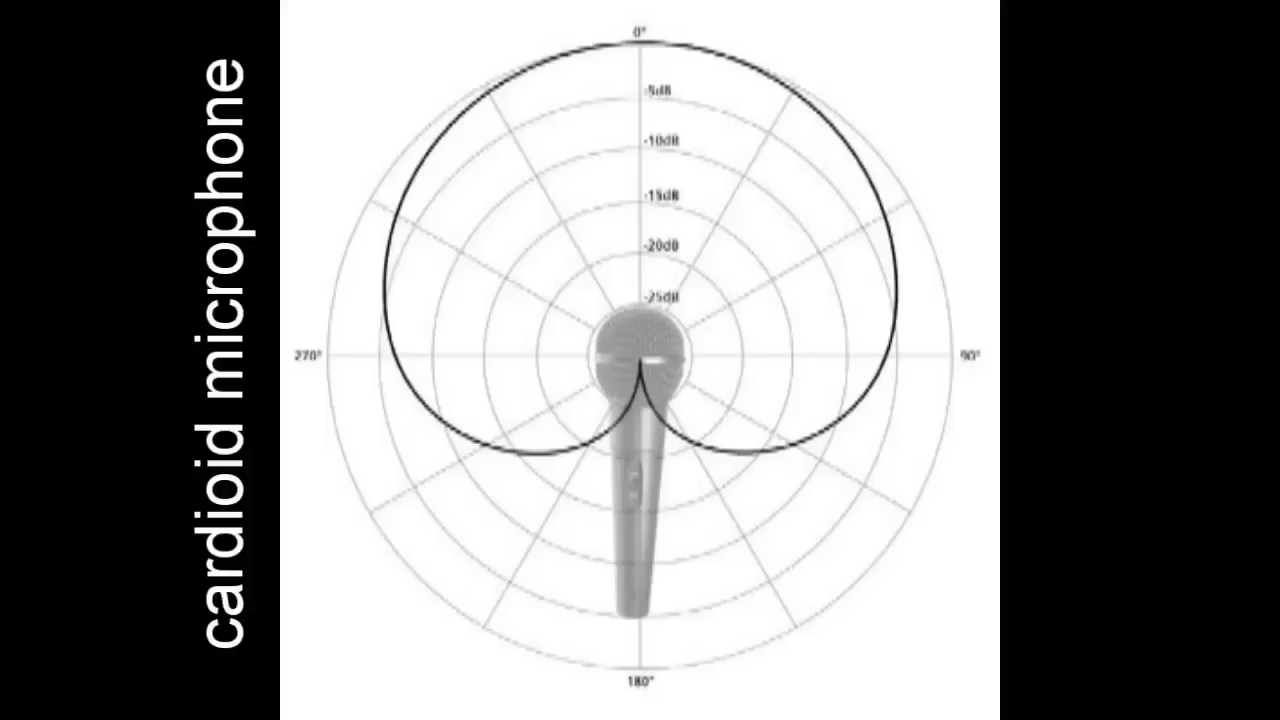 cardioid microphone
0°
-5dB
-10dB
-15dB
-20dB
-25dB
270°
90°
180°